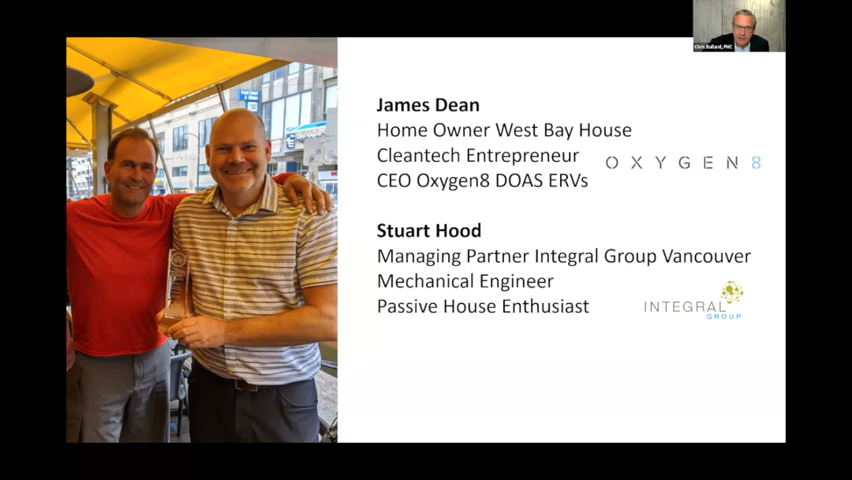 Chris Ballard, PHC
James Dean
Home Owner West Bay House
Cleantech Entrepreneur
OXYGEN8
CEO Oxygen8 DOAS ERVs
Stuart Hood
Managing Partner Integral Group Vancouver
Mechanical Engineer
Passive House Enthusiast
INTEGRAL
GROUP